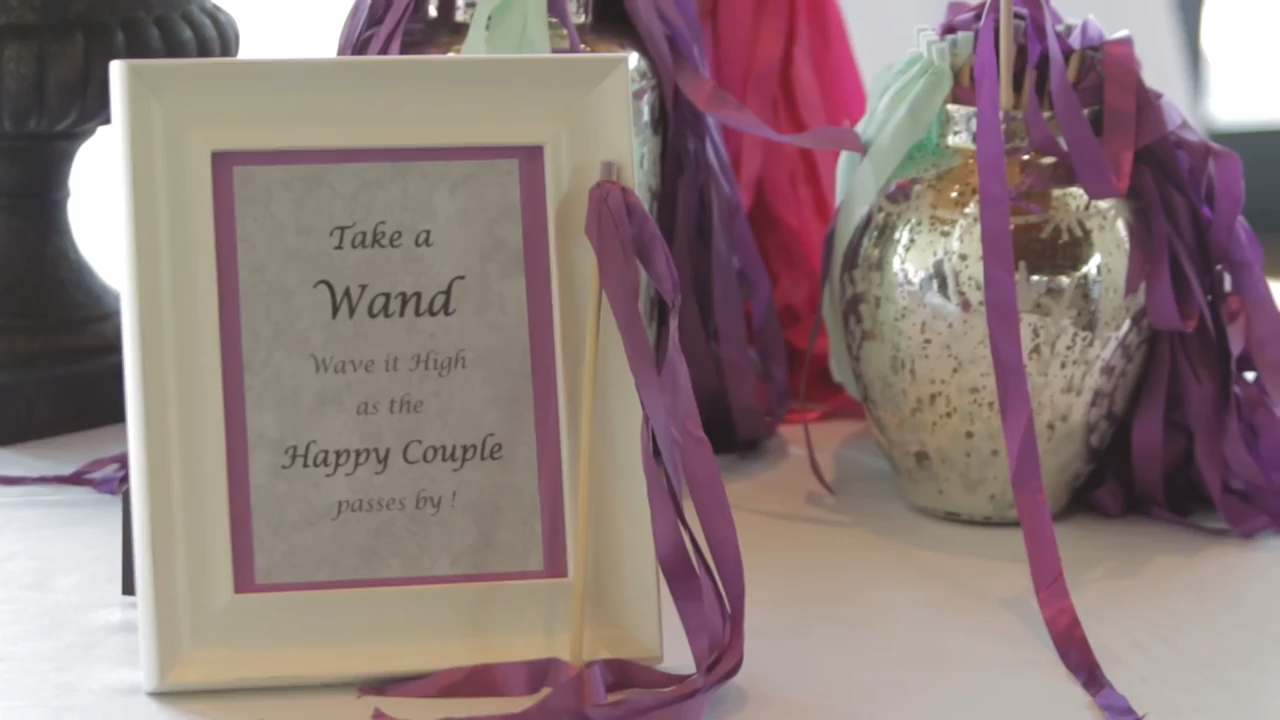 Take a
Wand
Wave it High
as the
Happy Couple
passes by !